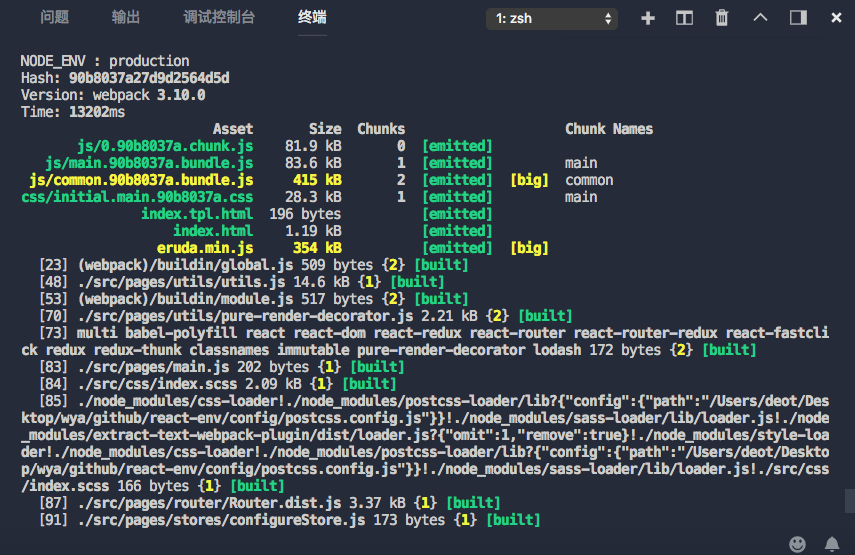 问题 输出 调试控制台 终端 1: zsh
NODE_ENV : production
Hash: 90b8037a27d9d2564d5d
Version: webpack 3.10.0
Time: 13202ms
Asset Size Chunks Chunk Names
js/0.90b8037a.chunk.js 81.9 kB 0 [emitted]
js/main.90b8037a.bundle.js 83.6 kB 1 [emitted] main
js/common.90b8037a.bundle.js 415 kB 2 [emitted] [big] common
css/initial.main.90b8037a.css 28.3 kB 1 [emitted] main
index.tpl.html 196 bytes [emitted]
index.html 1.19 kB [emitted]
eruda.min.js 354 kB [emitted] [big]
[23] (webpack)/buildin/global.js 509 bytes {2} [built]
[48] ./src/pages/utils/utils.js 14.6 kB {1} [built]
[53] (webpack)/buildin/module.js 517 bytes {2} [built]
[70] ./src/pages/utils/pure-render-decorator.js 2.21 kB {2} [built]
[73] multi babel-polyfill react react-dom react-redux react-router react-router-redux react-fastcli
ck redux redux-thunk classnames immutable pure-render-decorator lodash 172 bytes {2} [built]
[83] ./src/pages/main.js 202 bytes {1} [built]
[84] ./src/css/index.scss 2.09 kB {1} [built]
[85] ./node_modules/css-loader!./node_modules/postcss-loader/lib?{"config":{"path":"/Users/deot/Des
ktop/wya/github/react-env/config/postcss.config.js"}}!./node_modules/sass-loader/lib/loader.js!./node
_modules/extract-text-webpack-plugin/dist/loader.js?{"omit":1,"remove":true}!./node_modules/style-loa
der!./node_modules/css-loader!./node_modules/postcss-loader/lib?{"config":{"path":"/Users/deot/Deskto
p/wya/github/react-env/config/postcss.config.js"}}!./node_modules/sass-loader/lib/loader.js!./src/css
/index.scss 166 bytes {1} [built]
[87] ./src/pages/router/Router.dist.js 3.37 kB {1} [built]
[91] ./src/pages/stores/configureStore.js 173 bytes {1} [built]